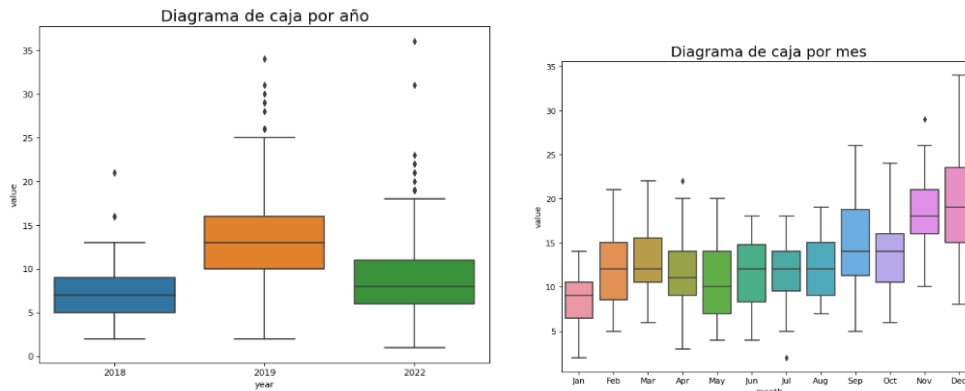 Diagrama de caja por año
35
30
25
20
15
10
5
0
value
2018 2019 2022
year
Diagrama de caja por mes
35
30
25
20
15
10
5
value
Jan Feb Mar Apr May Jun Jul Aug Sep Oct Nov Dec
month